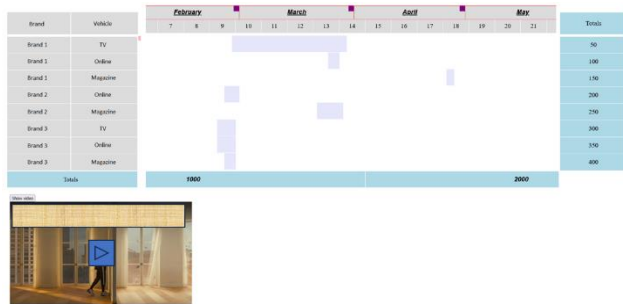 February March April May
Brand Vehicle 7 8 9 10 11 12 13 14 15 16 17 18 19 20 21 Totals
Brand 1 TV 50
Brand 1 Online 100
Brand 1 Magazine 150
Brand 2 Online 200
Brand 2 Magazine 250
Brand 3 TV 300
Brand 3 Online 350
Brand 3 Magazine 400
Totals 1000 2000